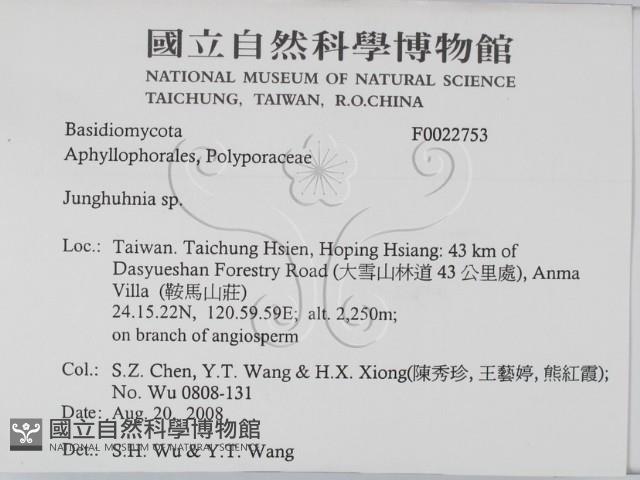 國立自然科學博物館
NATIONAL MUSEUM OF NATURAL SCIENCE
TAICHUNG, TAIWAN, R.O.CHINA
Basidiomycota F0022753
Aphyllophorales, Polyporaceae
Junghuhnia sp.
Loc.: Taiwan. Taichung Hsien, Hoping Hsiang: 43 km of
Dasyueshan Forestry Road (大雪山林道 43 公里處), Anma
Villa (鞍馬山莊)
24.15.22N, 120.59.59E; alt. 2,250m;
on branch of angiosperm
Col.: S.Z. Chen, Y.T. Wang & H.X. Xiong(陳秀珍, 王藝婷, 熊紅霞);
No. Wu 0808-131
Date: Aug. 20, 2008
國立自然科學博物館
NATIONAL MUSEUM OF NATURAL SCIENCE
Det.: S.H. Wu & Y.T. Wang